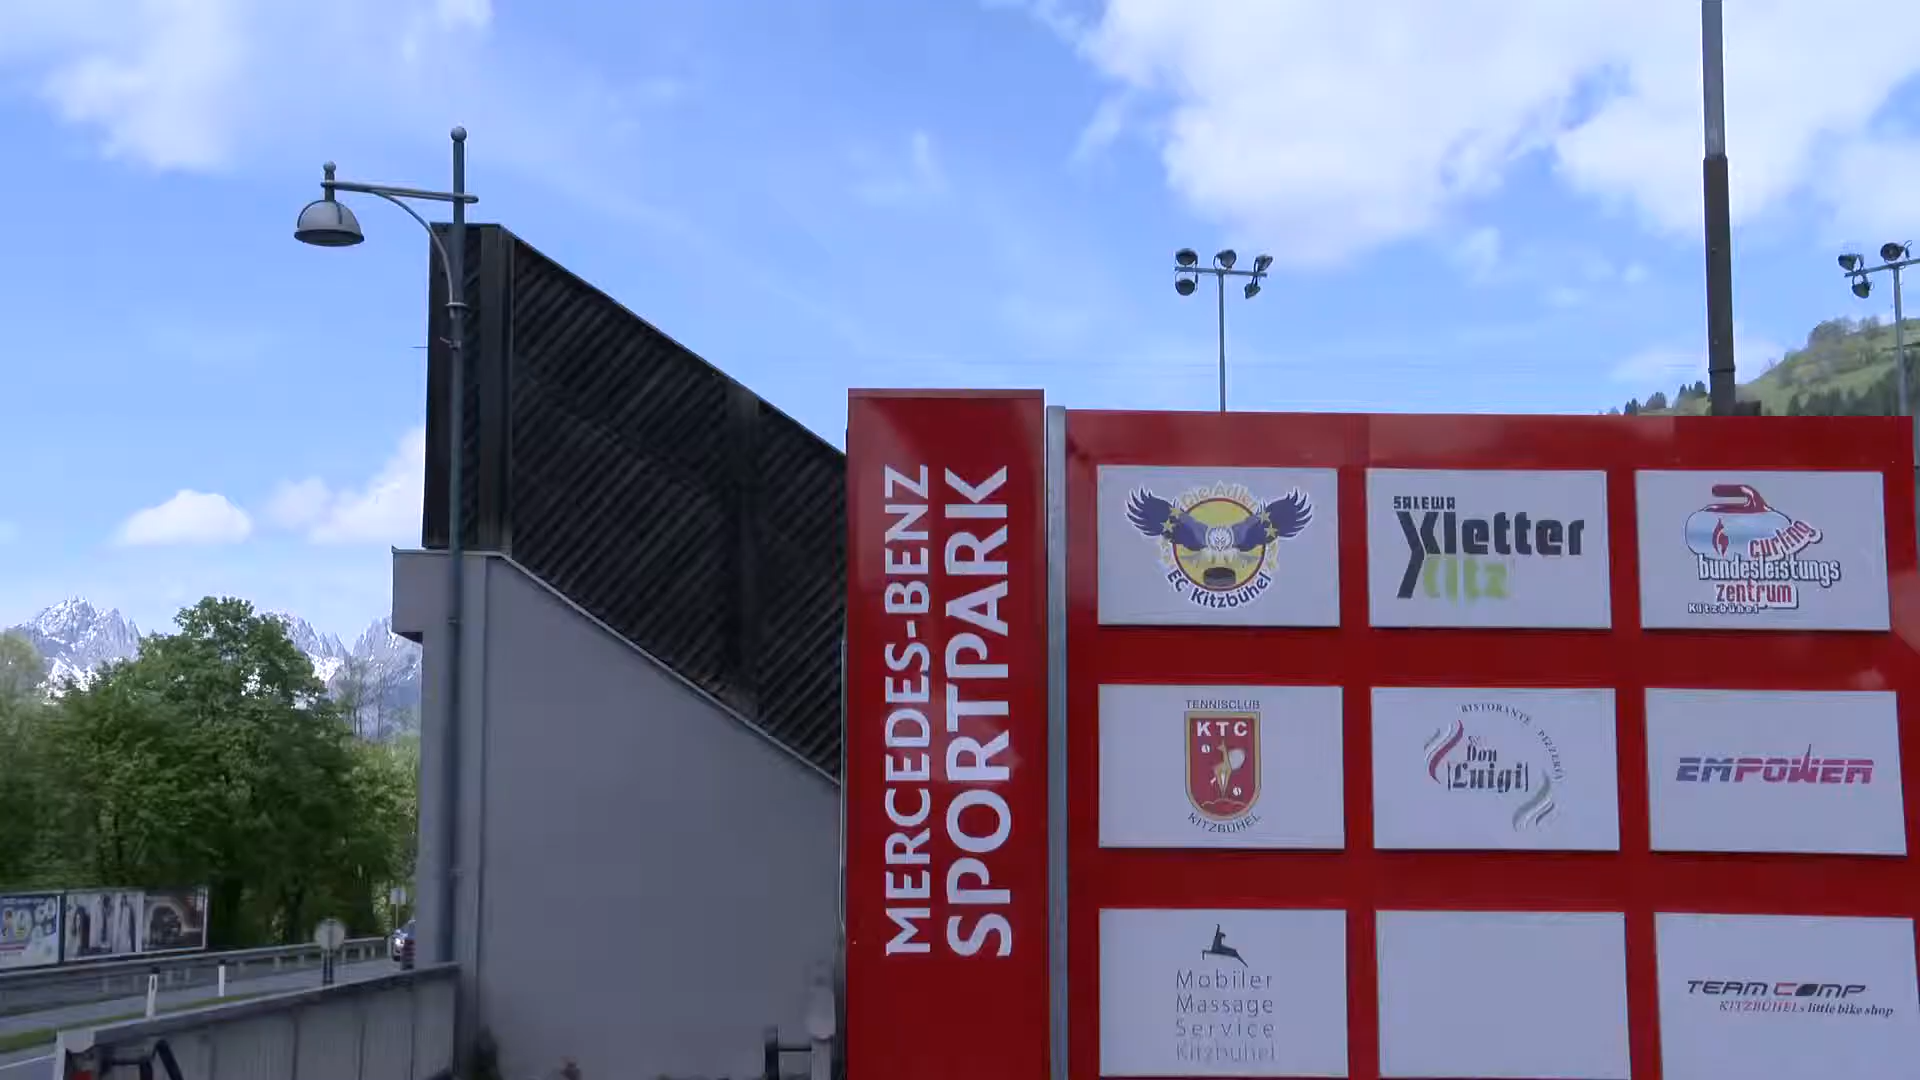 MERCEDES-BENZ
SPORTPARK
Die Adler
EC Kitzbühel
SALEWA
Kletter
Kitz
curling
bundesleistungs
zentrum
Kitzbühel
TENNISCLUB
KTC
KITZBÜHEL
RISTORANTE - PIZZERIA
Don
Luigi
EMPOWER
Mobiler
Massage
Service
Kitzbühel
TEAM COMP
KITZBÜHELs little bike shop